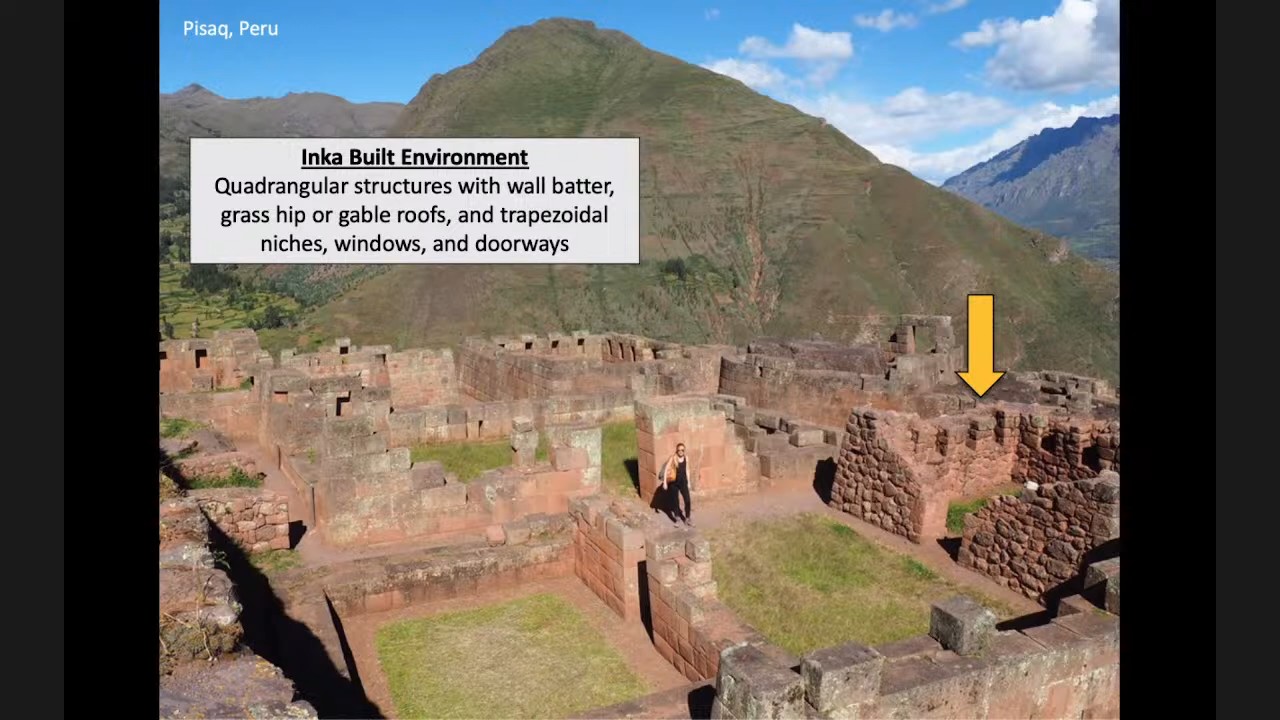 Pisaq, Peru
Inka Built Environment
Quadrangular structures with wall batter,
grass hip or gable roofs, and trapezoidal
niches, windows, and doorways